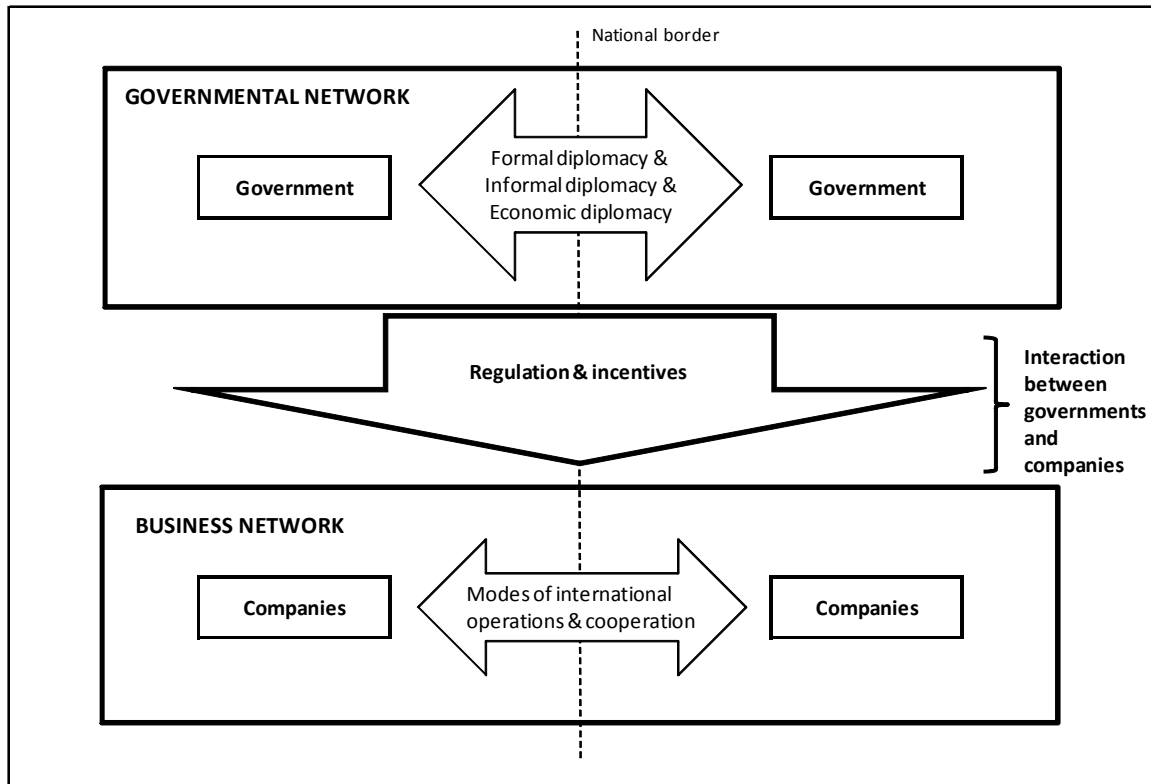 National border
GOVERNMENTAL NETWORK
Formal diplomacy &
Informal diplomacy &
Economic diplomacy
Government
Government
Regulation & incentives
Interaction
between
governments
and
companies
BUSINESS NETWORK
Companies
Modes of international
operations & cooperation
Companies